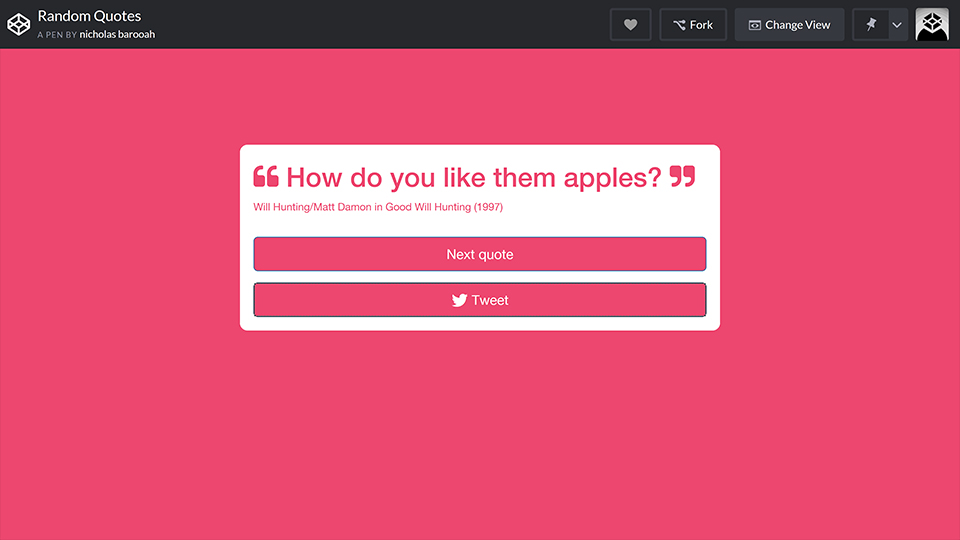 Random Quotes
A PEN BY nicholas barooah
Fork
Change View
“ How do you like them apples? ”
Will Hunting/Matt Damon in Good Will Hunting (1997)
Next quote
Tweet